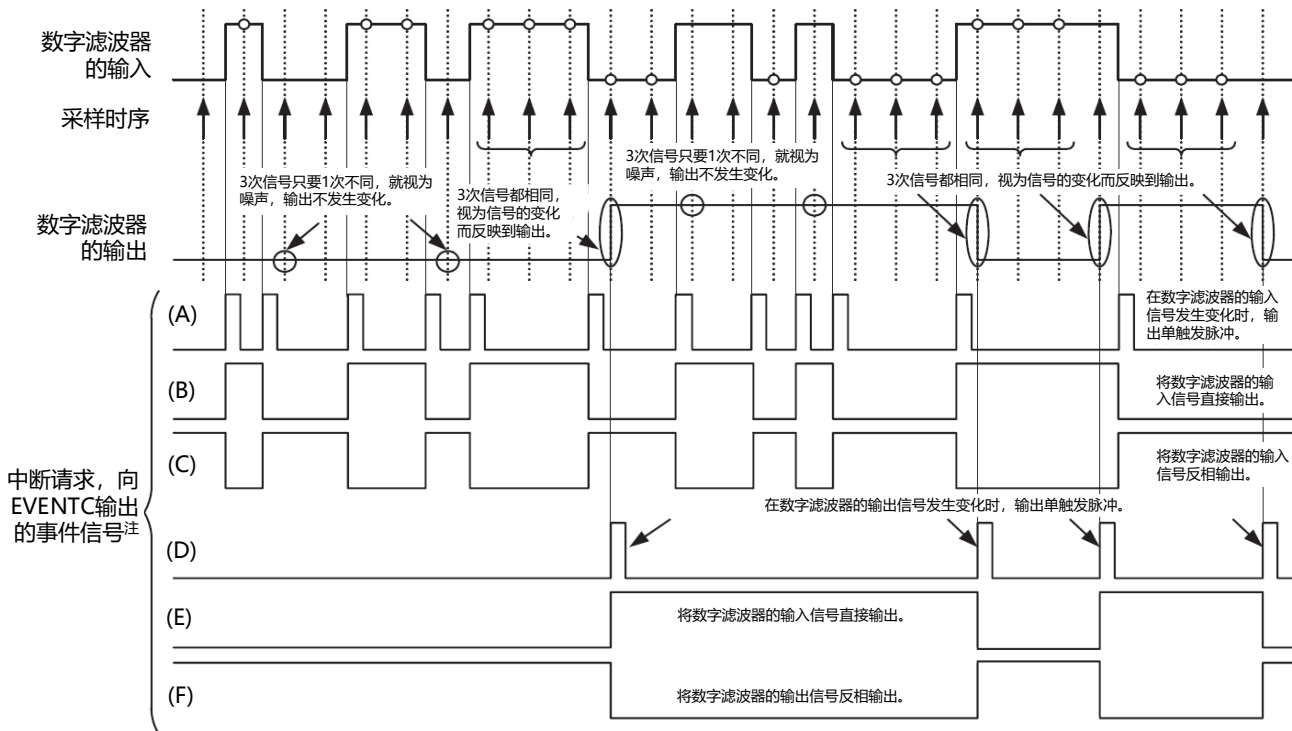 数字滤波器
的输入
采样时序
3次信号只要1次不同，就视为
噪声，输出不发生变化。
3次信号都相同，
视为信号的变化
而反映到输出。
3次信号只要1次不同，就视为
噪声，输出不发生变化。
3次信号都相同，视为信号的变化而反映到输出。
数字滤波器
的输出
中断请求，向
EVENTC输出
的事件信号注
(A)
在数字滤波器的输入
信号发生变化时，输
出单触发脉冲。
(B)
将数字滤波器的输
入信号直接输出。
(C)
将数字滤波器的输入
信号反相输出。
在数字滤波器的输出信号发生变化时，输出单触发脉冲。
(D)
(E)
将数字滤波器的输入信号直接输出。
(F)
将数字滤波器的输出信号反相输出。